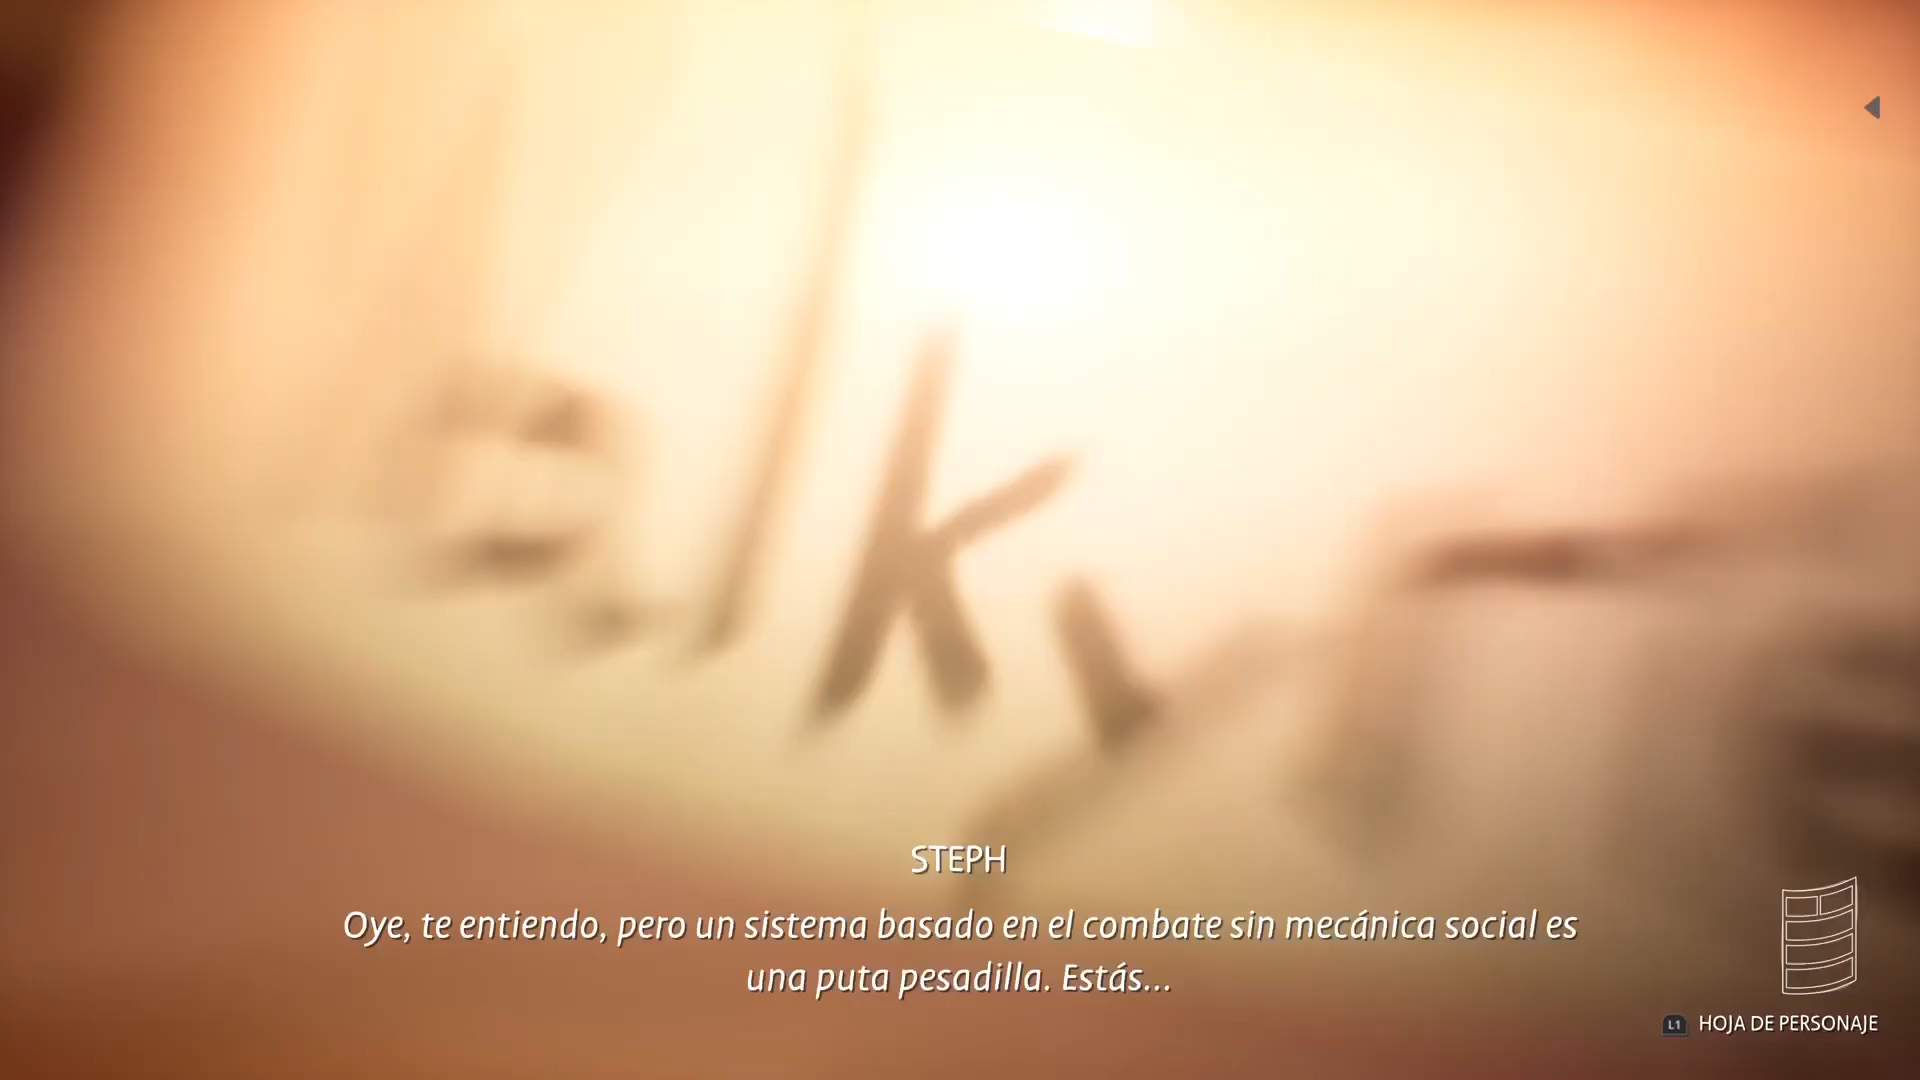 alk
STEPH
Oye, te entiendo, pero un sistema basado en el combate sin mecánica social es
una puta pesadilla. Estás...
L1 HOJA DE PERSONAJE